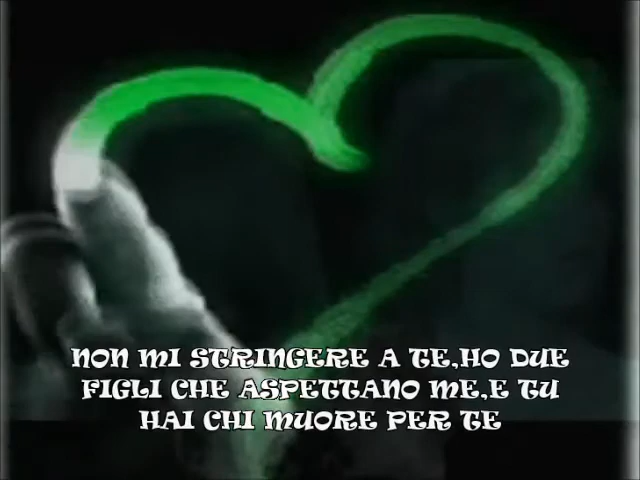 NON MI STRINGERE A TE,HO DUE
FIGLI CHE ASPETTANO ME,E TU
HAI CHI MUORE PER TE